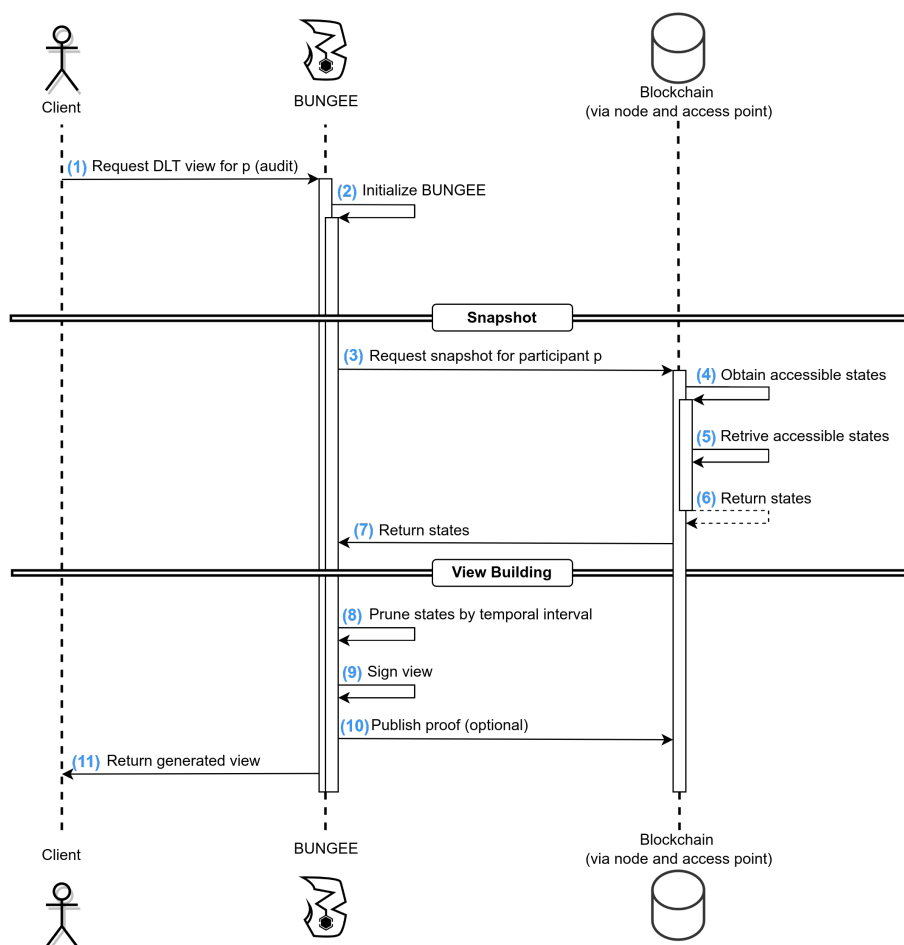 Client
BUNGEE
Blockchain
(via node and access point)
(1) Request DLT view for p (audit)
(2) Initialize BUNGEE
Snapshot
(3) Request snapshot for participant p
(4) Obtain accessible states
(5) Retrive accessible states
(6) Return states
(7) Return states
View Building
(8) Prune states by temporal interval
(9) Sign view
(10) Publish proof (optional)
(11) Return generated view
Client
BUNGEE
Blockchain
(via node and access point)